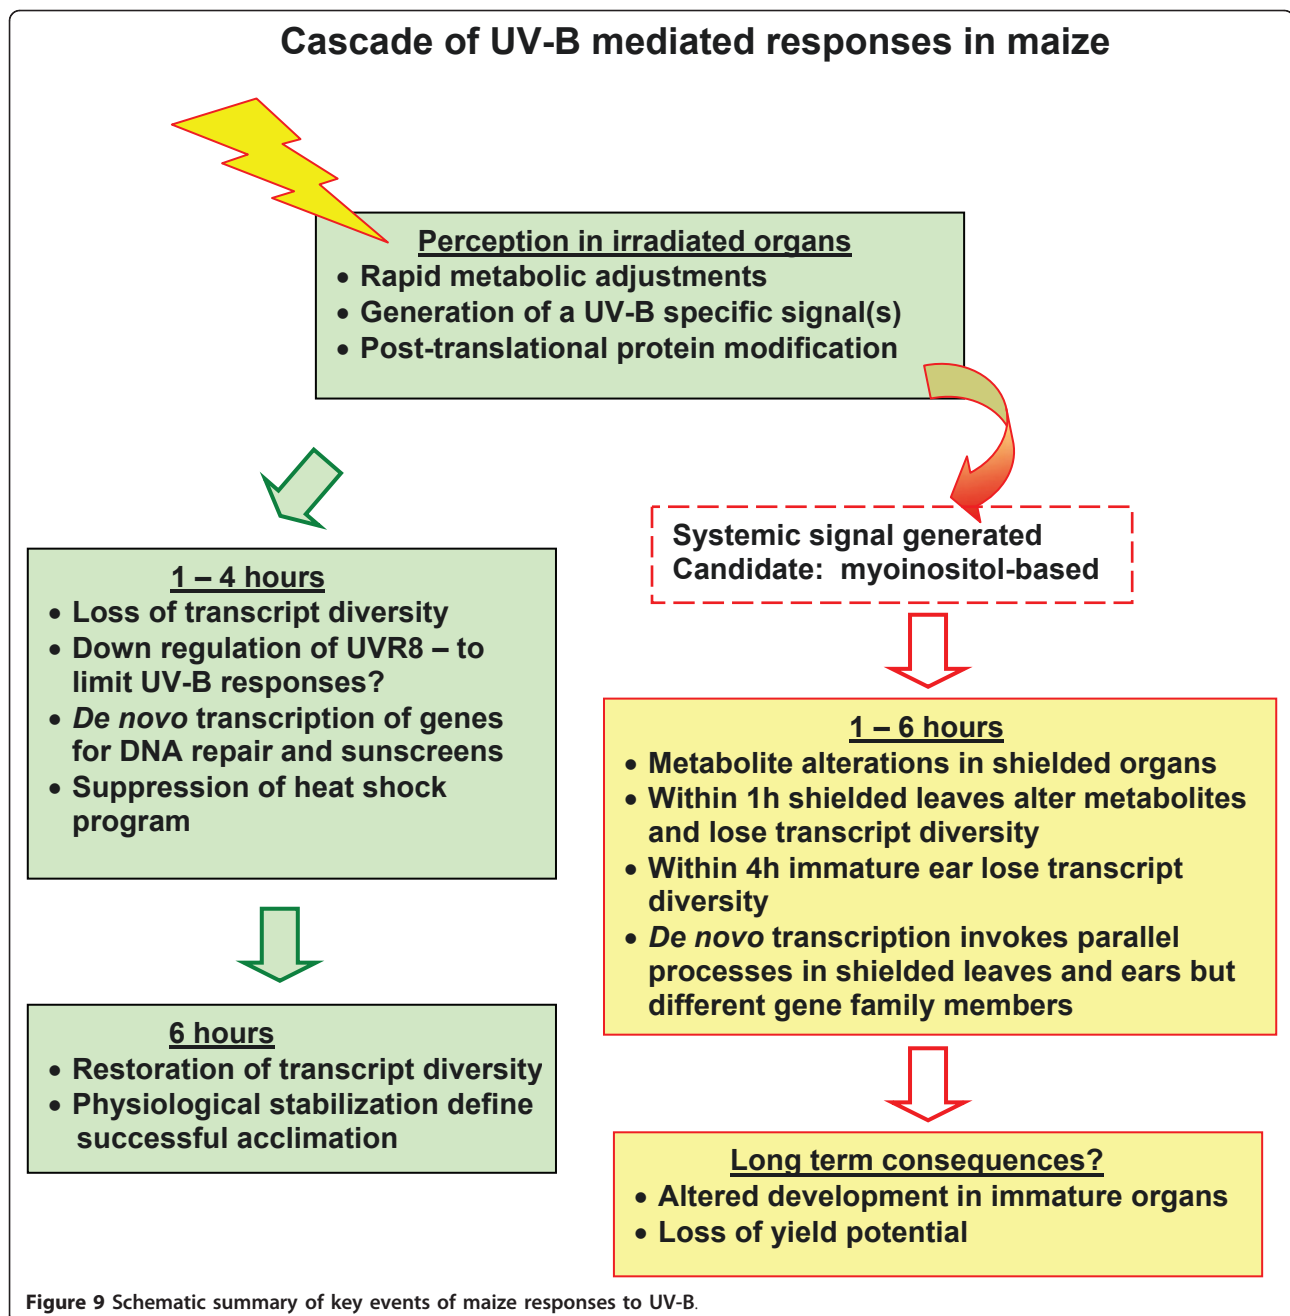 Cascade of UV-B mediated responses in maize
Perception in irradiated organs
• Rapid metabolic adjustments
• Generation of a UV-B specific signal(s)
• Post-translational protein modification
Systemic signal generated
Candidate: myoinositol-based
1 – 4 hours
• Loss of transcript diversity
• Down regulation of UVR8 – to
limit UV-B responses?
• De novo transcription of genes
for DNA repair and sunscreens
• Suppression of heat shock
program
1 – 6 hours
• Metabolite alterations in shielded organs
• Within 1h shielded leaves alter metabolites
and lose transcript diversity
• Within 4h immature ear lose transcript
diversity
• De novo transcription invokes parallel
processes in shielded leaves and ears but
different gene family members
6 hours
• Restoration of transcript diversity
• Physiological stabilization define
successful acclimation
Long term consequences?
• Altered development in immature organs
• Loss of yield potential
Figure 9 Schematic summary of key events of maize responses to UV-B.